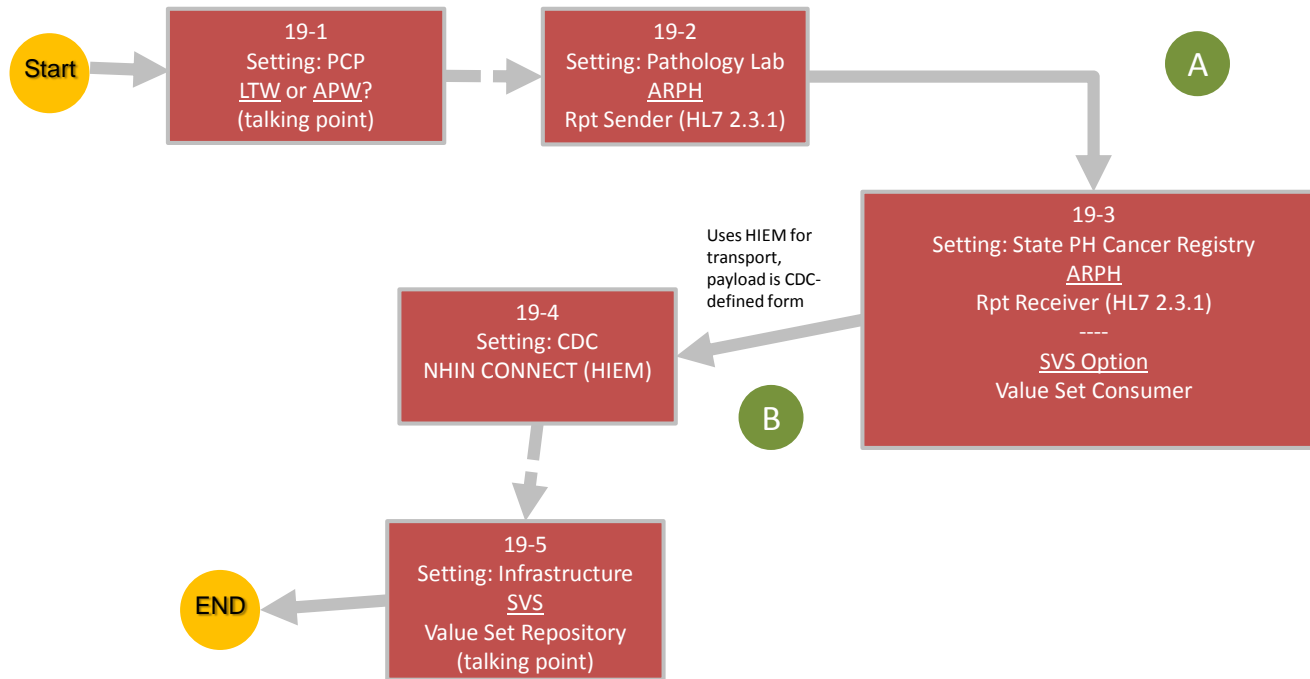 Start
19-1
Setting: PCP
LTW or APW?
(talking point)
19-2
Setting: Pathology Lab
ARPH
Rpt Sender (HL7 2.3.1)
A
19-3
Setting: State PH Cancer Registry
ARPH
Rpt Receiver (HL7 2.3.1)
----
SVS Option
Value Set Consumer
Uses HIEM for
transport,
payload is CDC-
defined form
19-4
Setting: CDC
NHIN CONNECT (HIEM)
B
19-5
Setting: Infrastructure
SVS
Value Set Repository
(talking point)
END